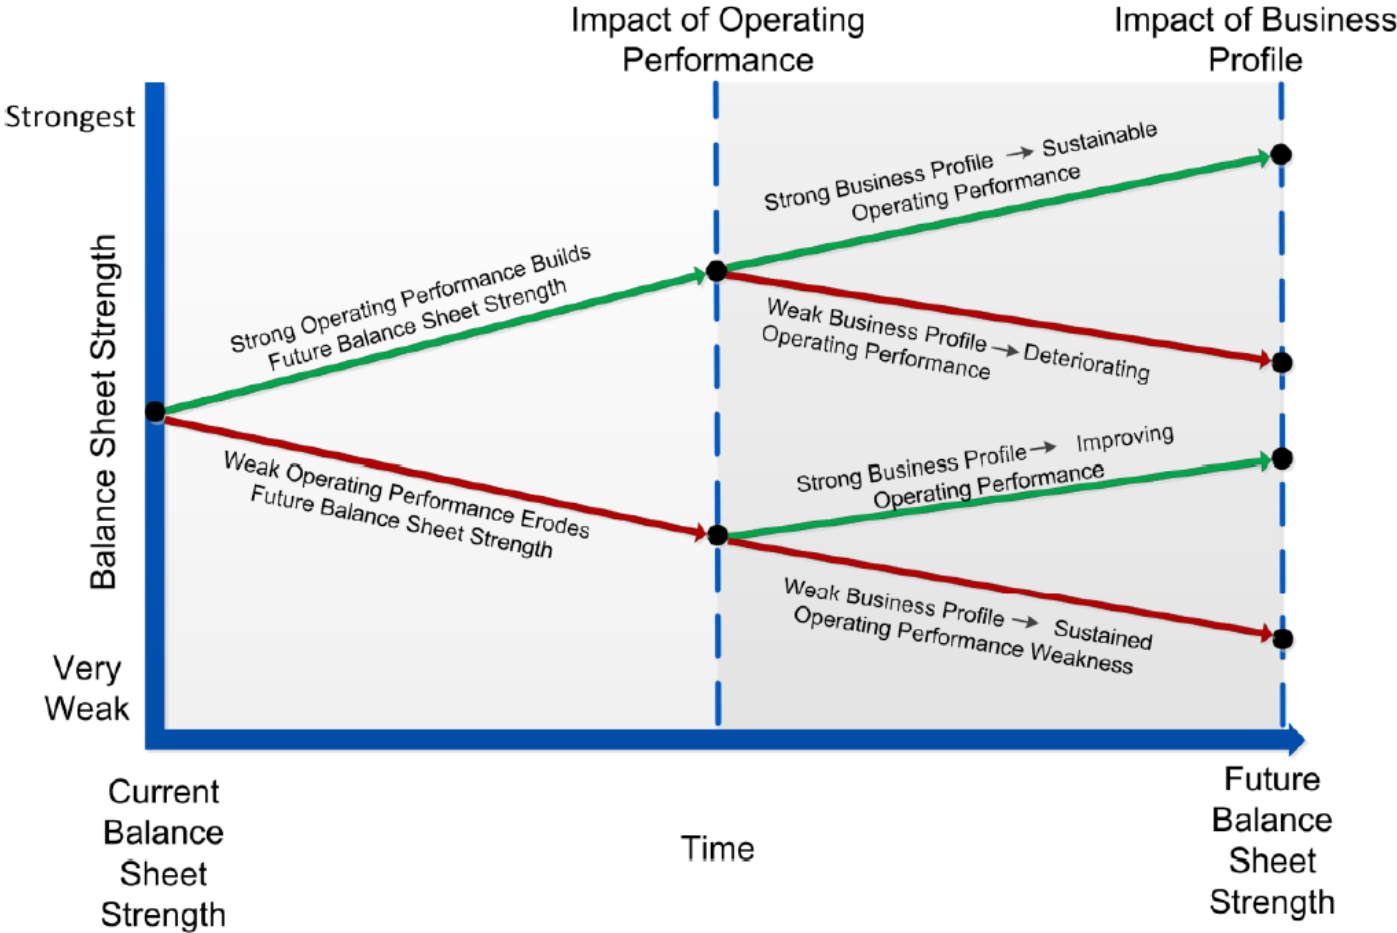 Impact of Operating
Performance
Impact of Business
Profile
Strongest
Balance Sheet Strength
Very
Weak
Strong Operating Performance Builds
Future Balance Sheet Strength
Weak Operating Performance Erodes
Future Balance Sheet Strength
Strong Business Profile → Sustainable
Operating Performance
Weak Business Profile → Deteriorating
Operating Performance
Strong Business Profile → Improving
Operating Performance
Weak Business Profile → Sustained
Operating Performance Weakness
Current
Balance
Sheet
Strength
Time
Future
Balance
Sheet
Strength